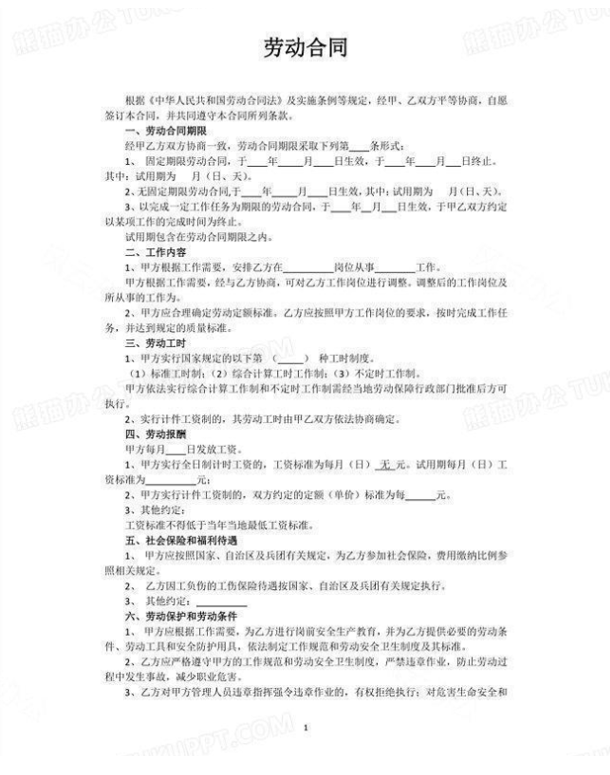 劳动合同
根据《中华人民共和国劳动合同法》及实施条例等规定，经甲、乙双方平等协商，自愿
签订本合同，并共同遵守本合同所列条款。
一、劳动合同期限
经甲乙方双方协商一致，劳动合同期限采取下列第____条形式：
1、 固定期限劳动合同，于____年____月____日生效，于____年____月___日终止。
其中：试用期为 月（日、天）。
2、无固定期限劳动合同,于____年_____月____日生效,其中:试用期为 月(日、天)。
3、以完成一定工作任务为期限的劳动合同，于____年__月___日生效，于甲乙双方约定
以某项工作的完成时间为终止。
试用期包含在劳动合同期限之内。
二、工作内容
1、甲方根据工作需要，安排乙方在__________岗位从事________工作。
甲方根据工作需要，经与乙方协商，可对乙方工作岗位进行调整。调整后的工作岗位及
所从事的工作为。
2、甲方应合理确定劳动定额标准。乙方应按照甲方工作岗位的要求，按时完成工作任
务，并达到规定的质量标准。
三、劳动工时
1、甲方实行国家规定的以下第 （_____） 种工时制度。
（1）标准工时制；（2）综合计算工时工作制；（3）不定时工作制。
甲方依法实行综合计算工作制和不定时工作制需经当地劳动保障行政部门批准后方可
执行。
2、实行计件工资制的，其劳动工时由甲乙双方依法协商确定。
四、劳动报酬
甲方每月____日发放工资。
1、甲方实行全日制计时工资的，工资标准为每月（日）_无_元。试用期每月（日）工
资标准为__________元；
2、甲方实行计件工资制的，双方约定的定额（单价）标准为每______元。
3、其他约定：
工资标准不得低于当年当地最低工资标准。
五、社会保险和福利待遇
1、 甲方应按照国家、自治区及兵团有关规定，为乙方参加社会保险，费用缴纳比例参
照相关规定。
2、 乙方因工负伤的工伤保险待遇按国家、自治区及兵团有关规定执行。
3、 其他约定：__________
六、劳动保护和劳动条件
1、 甲方应根据工作需要，为乙方进行岗前安全生产教育，并为乙方提供必要的劳动条
件、劳动工具和安全防护用具，依法制定工作规范和劳动安全卫生制度及其标准。
2、乙方应严格遵守甲方的工作规范和劳动安全卫生制度，严禁违章作业，防止劳动过
程中发生事故，减少职业危害。
3、乙方对甲方管理人员违章指挥强令违章作业的，有权拒绝执行；对危害生命安全和
1